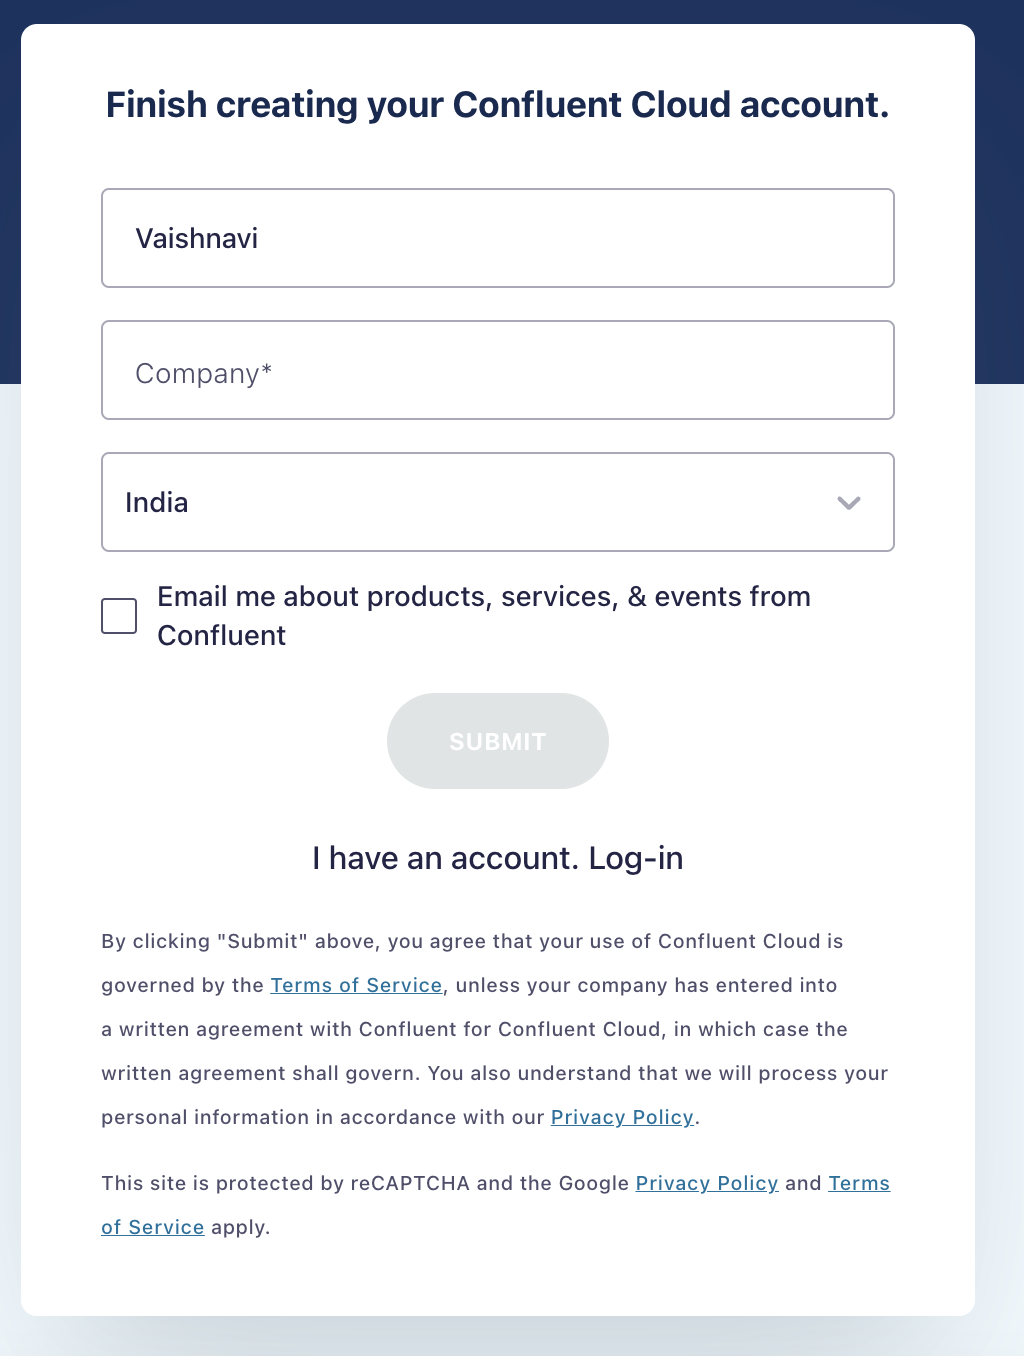 Finish creating your Confluent Cloud account.
Vaishnavi
Company*
India
Email me about products, services, & events from
Confluent
SUBMIT
I have an account. Log-in
By clicking "Submit" above, you agree that your use of Confluent Cloud is
governed by the Terms of Service, unless your company has entered into
a written agreement with Confluent for Confluent Cloud, in which case the
written agreement shall govern. You also understand that we will process your
personal information in accordance with our Privacy Policy.
This site is protected by reCAPTCHA and the Google Privacy Policy and Terms
of Service apply.